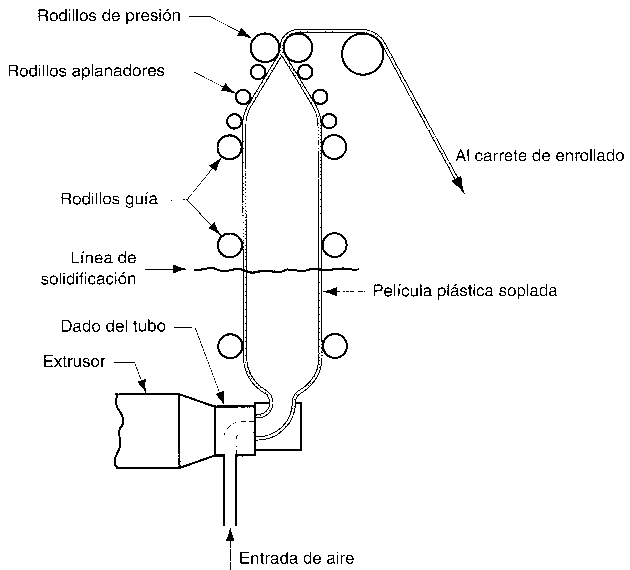 Rodillos de presión
Rodillos aplanadores
Al carrete de enrollado
Rodillos guía
Línea de
solidificación
Película plástica soplada
Dado del tubo
Extrusor
Entrada de aire